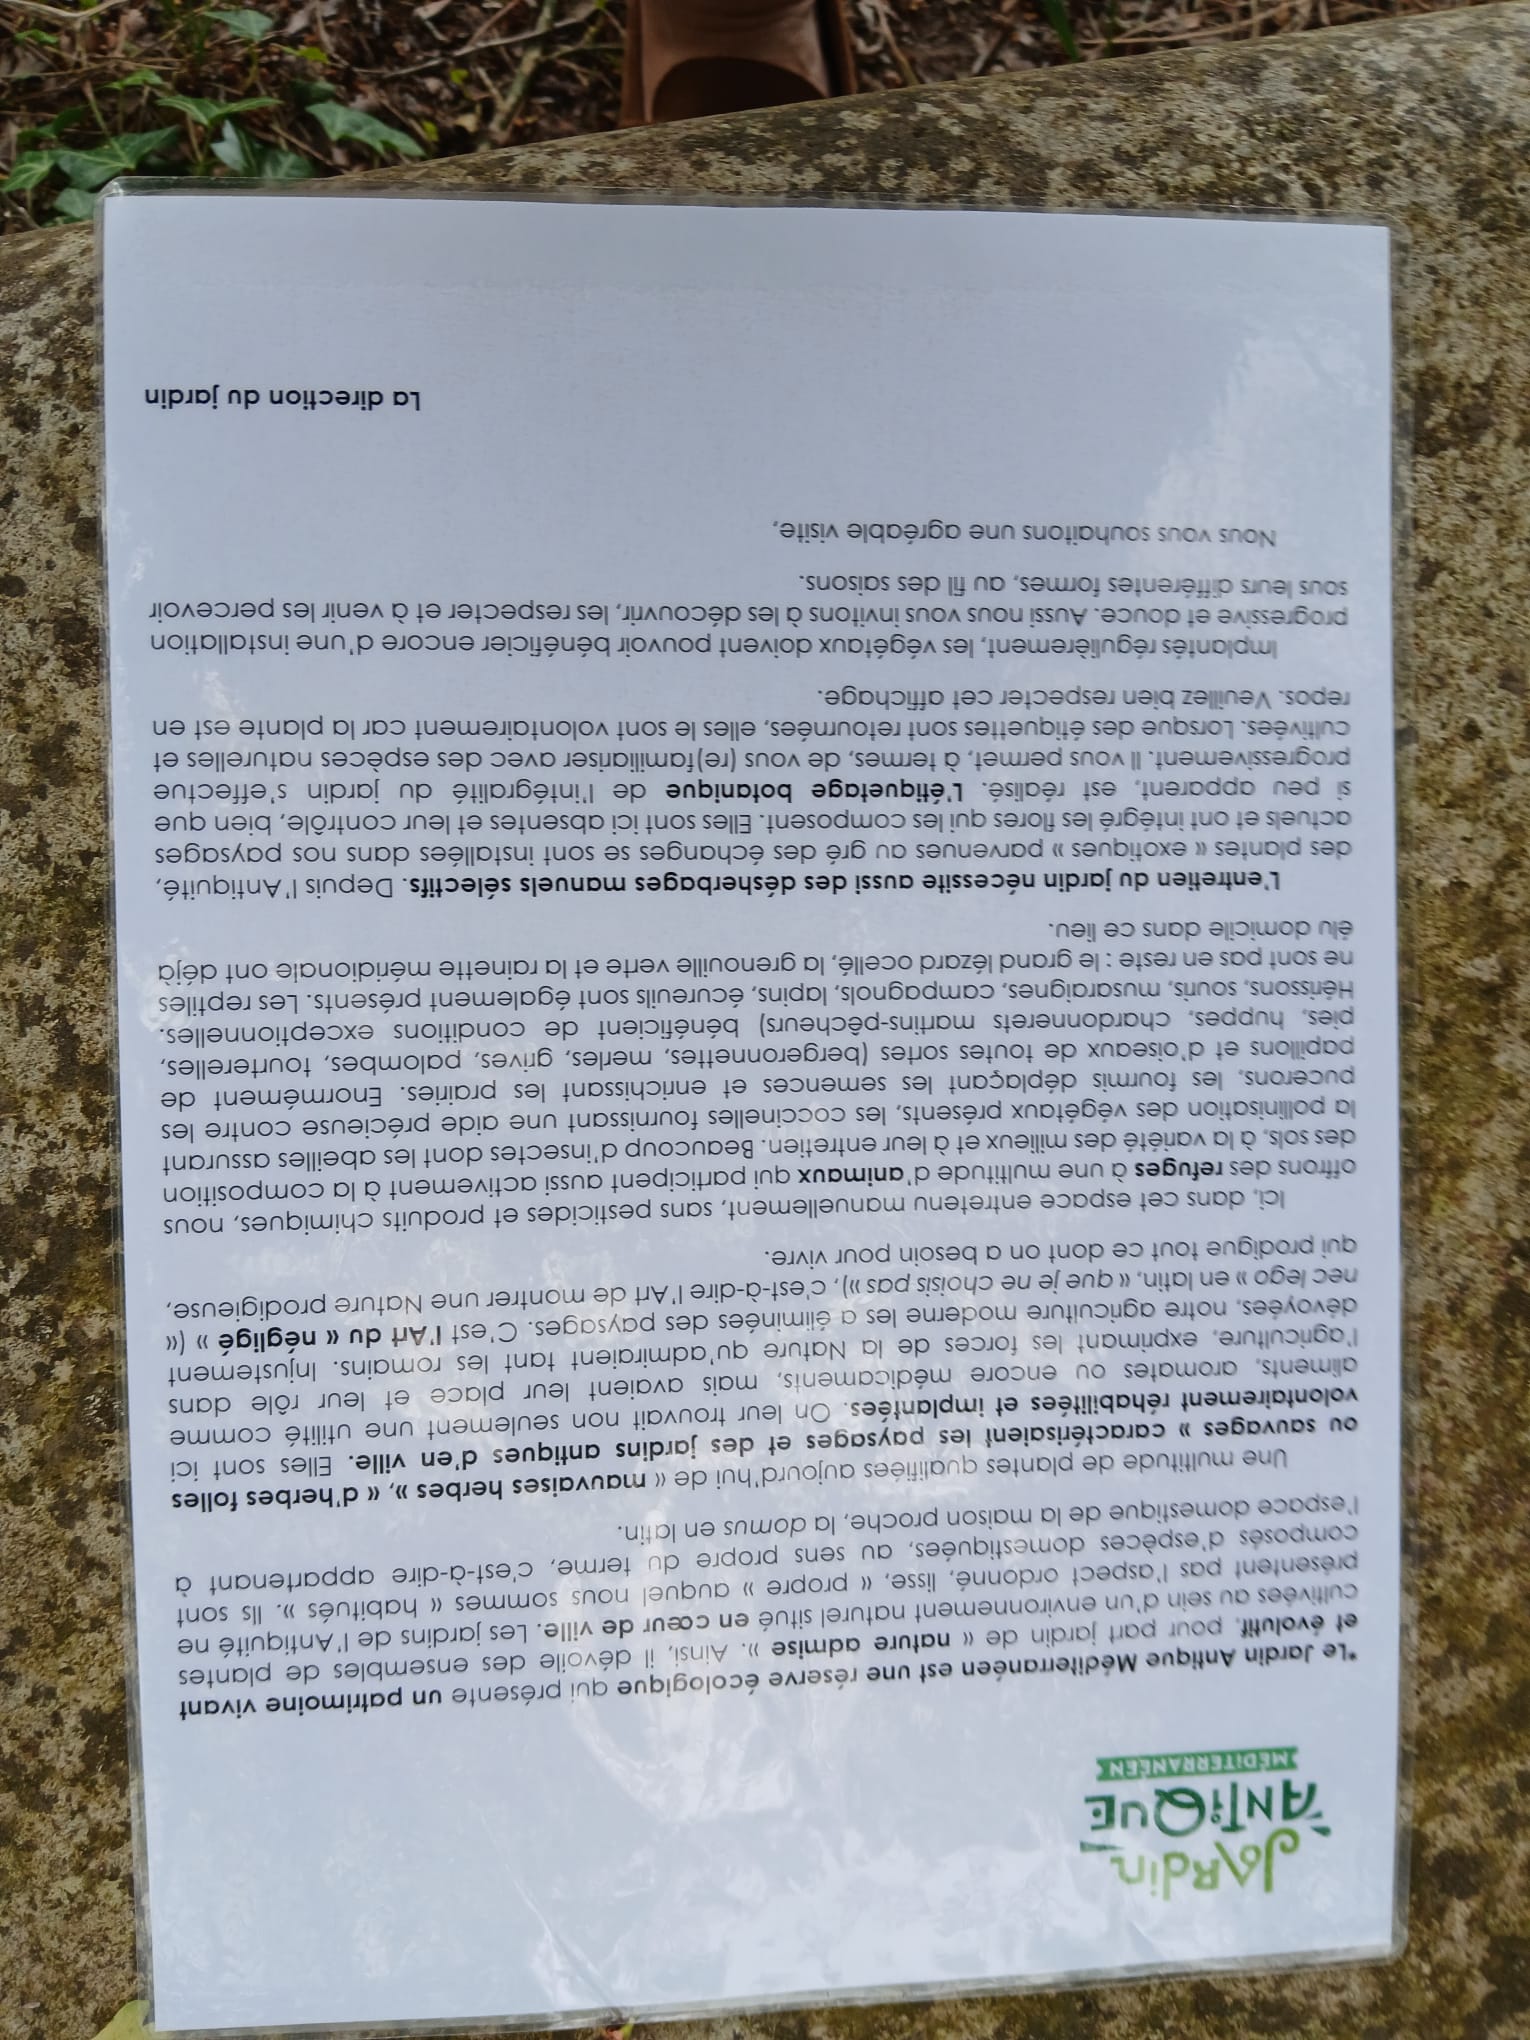 JARDIN
ANTIQUE
MÉDITERRANÉEN
*Le Jardin Antique Méditerranéen est une réserve écologique qui présente un patrimoine vivant
et évolutif, pour part jardin de « nature admise ». Ainsi, il dévoile des ensembles de plantes
cultivées au sein d'un environnement naturel situé en cœur de ville. Les jardins de l'Antiquité ne
présentent pas l'aspect ordonné, lisse, « propre » auquel nous sommes « habitués ». Ils sont
composés d'espèces domestiquées, au sens propre du terme, c'est-à-dire appartenant à
l'espace domestique de la maison proche, la domus en latin.
Une multitude de plantes qualifiées aujourd'hui de « mauvaises herbes », « d'herbes folles
ou sauvages » caractérisaient les paysages et des jardins antiques d'en ville. Elles sont ici
volontairement réhabilitées et implantées. On leur trouvait non seulement une utilité comme
aliments, aromates ou encore médicaments, mais avaient leur place et leur rôle dans
l'agriculture, exprimant les forces de la Nature qu'admiraient tant les romains. Injustement
dévoyées, notre agriculture moderne les a éliminées des paysages. C'est l'Art du « négligé » («
nec lego » en latin, « que je ne choisis pas »), c'est-à-dire l'Art de montrer une Nature prodigieuse,
qui prodigue tout ce dont on a besoin pour vivre.
Ici, dans cet espace entretenu manuellement, sans pesticides et produits chimiques, nous
offrons des refuges à une multitude d'animaux qui participent aussi activement à la composition
des sols, à la variété des milieux et à leur entretien. Beaucoup d'insectes dont les abeilles assurant
la pollinisation des végétaux présents, les coccinelles fournissant une aide précieuse contre les
pucerons, les fourmis déplaçant les semences et enrichissant les prairies. Enormément de
papillons et d'oiseaux de toutes sortes (bergeronnettes, merles, grives, palombes, tourterelles,
pies, huppes, chardonnerets martins-pêcheurs) bénéficient de conditions exceptionnelles.
Hérissons, souris, musaraignes, campagnols, lapins, écureuils sont également présents. Les reptiles
ne sont pas en reste : le grand lézard ocellé, la grenouille verte et la rainette méridionale ont déjà
élu domicile dans ce lieu.
L'entretien du jardin nécessite aussi des désherbages manuels sélectifs. Depuis l'Antiquité,
des plantes « exotiques » parvenues au gré des échanges se sont installées dans nos paysages
actuels et ont intégré les flores qui les composent. Elles sont ici absentes et leur contrôle, bien que
si peu apparent, est réalisé. L'étiquetage botanique de l'intégralité du jardin s'effectue
progressivement. Il vous permet, à termes, de vous (re)familiariser avec des espèces naturelles et
cultivées. Lorsque des étiquettes sont retournées, elles le sont volontairement car la plante est en
repos. Veuillez bien respecter cet affichage.
Implantés régulièrement, les végétaux doivent pouvoir bénéficier encore d'une installation
progressive et douce. Aussi nous vous invitons à les découvrir, les respecter et à venir les percevoir
sous leurs différentes formes, au fil des saisons.
Nous vous souhaitons une agréable visite,
La direction du jardin